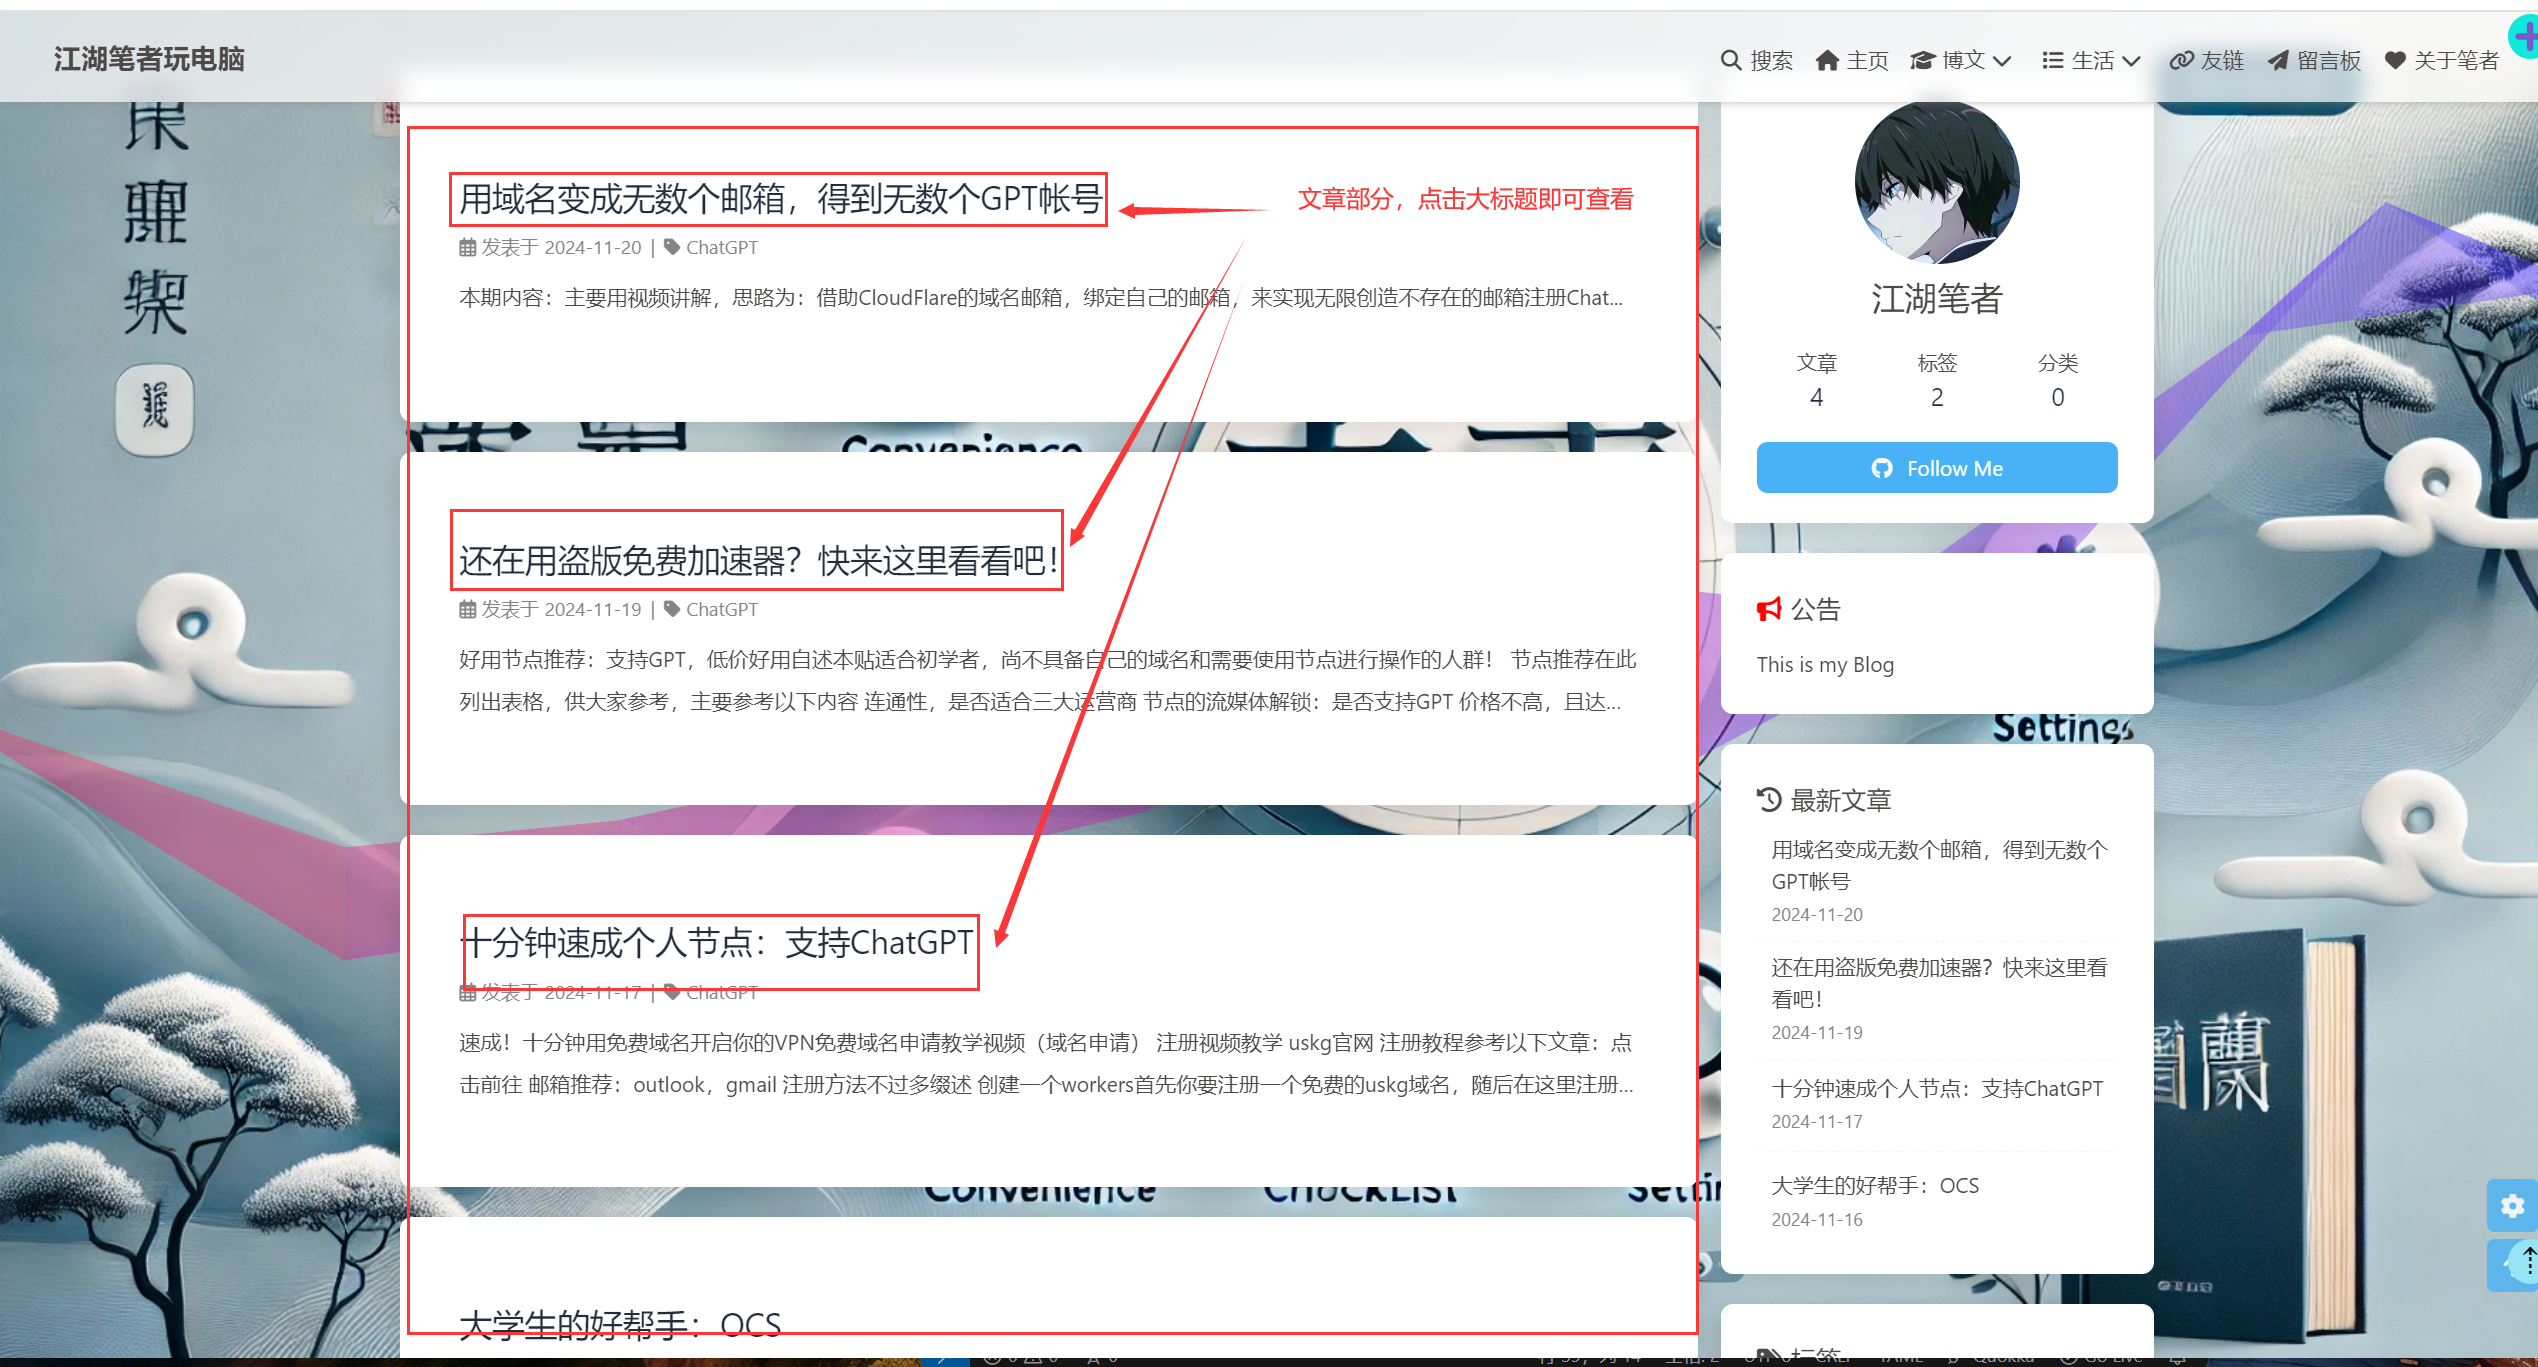 江湖笔者玩电脑
搜索 主页 博文 生活 友链 留言板 关于笔者
用域名变成无数个邮箱，得到无数个GPT帐号
文章部分，点击大标题即可查看
发表于 2024-11-20 | ChatGPT
本期内容：主要用视频讲解，思路为：借助CloudFlare的域名邮箱，绑定自己的邮箱，来实现无限创造不存在的邮箱注册Chat...
Convenience
还在用盗版免费加速器？快来这里看看吧！
发表于 2024-11-19 | ChatGPT
好用节点推荐：支持GPT，低价好用自述本贴适合初学者，尚不具备自己的域名和需要使用节点进行操作的人群！ 节点推荐在此
列出表格，供大家参考，主要参考以下内容 连通性，是否适合三大运营商 节点的流媒体解锁：是否支持GPT 价格不高，且达...
十分钟速成个人节点：支持ChatGPT
发表于 2024-11-17 | ChatGPT
速成！十分钟用免费域名开启你的VPN免费域名申请教学视频（域名申请） 注册视频教学 uskg官网 注册教程参考以下文章：点
击前往 邮箱推荐：outlook，gmail 注册方法不过多缀述 创建一个workers首先你要注册一个免费的uskg域名，随后在这里注册...
Convenience
大学生的好帮手：OCS
江湖笔者
文章 标签 分类
4 2 0
Follow Me
公告
This is my Blog
Settings
最新文章
用域名变成无数个邮箱，得到无数个
GPT帐号
2024-11-20
还在用盗版免费加速器？快来这里看
看吧！
2024-11-19
十分钟速成个人节点：支持ChatGPT
2024-11-17
大学生的好帮手：OCS
2024-11-16
标签